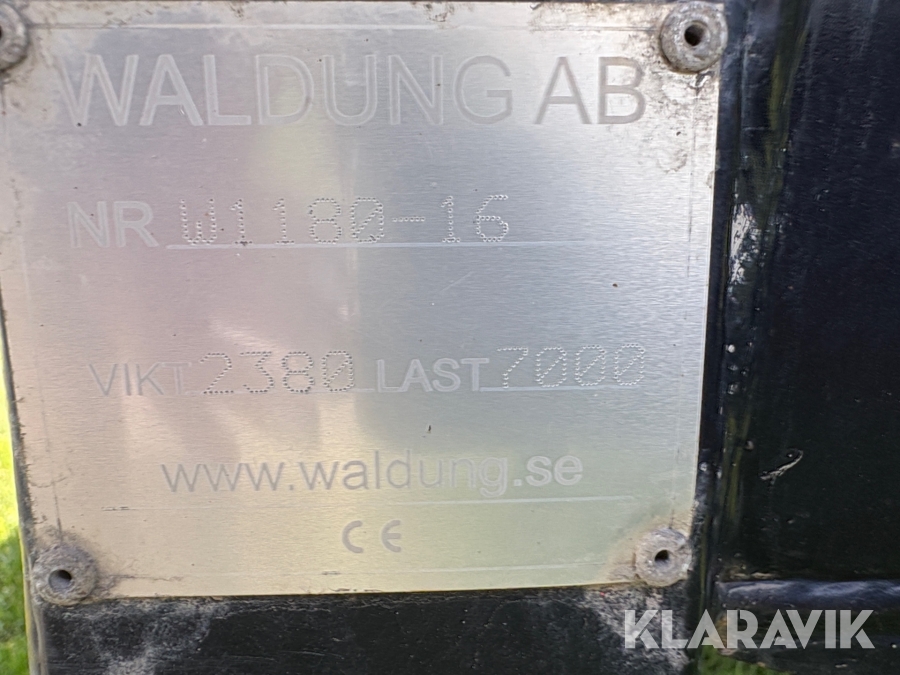 WALDUNG AB
NR W1180-16
VIKT 2380 LAST 7000
www.waldung.se
CE
KLARAVIK